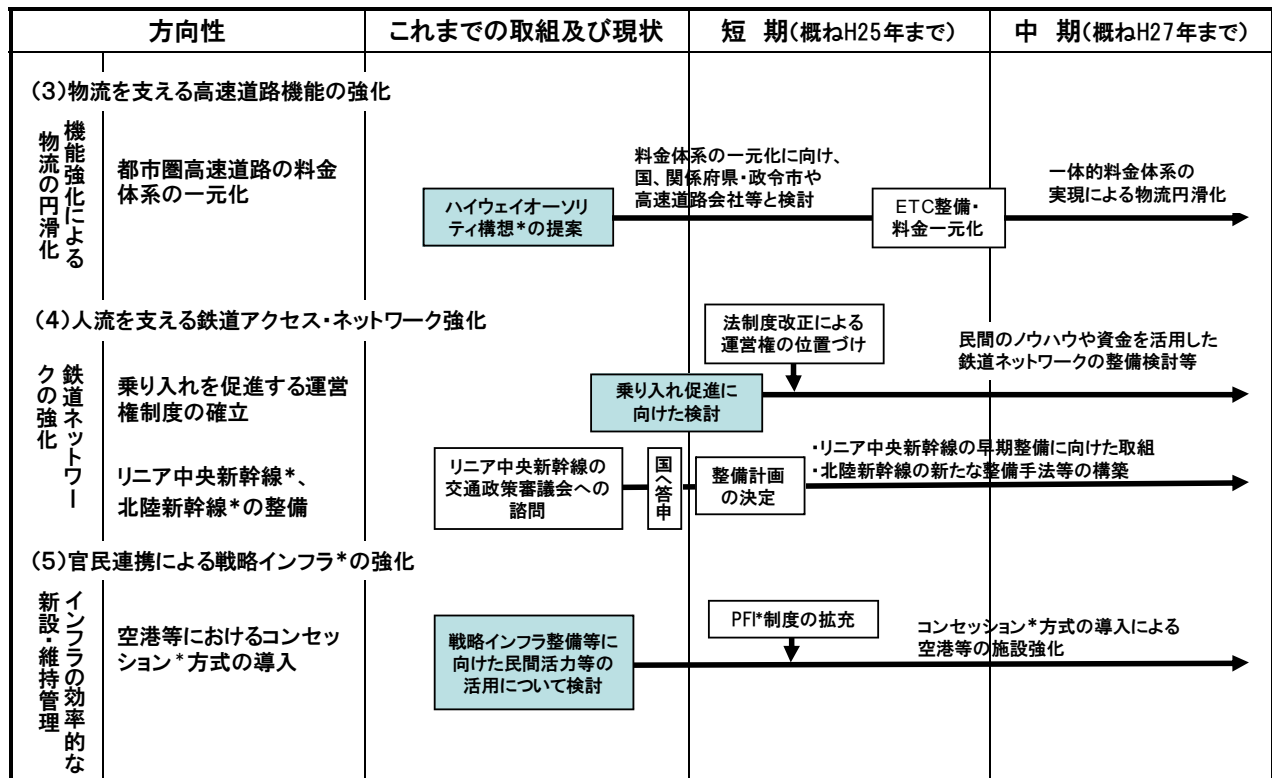 方向性
これまでの取組及び現状
短　期(概ねH25年まで)
中　期(概ねH27年まで)
(3)物流を支える高速道路機能の強化
機能強化による
物流の円滑化
都市圏高速道路の料金
体系の一元化
ハイウェイオーソリ
ティ構想*の提案
料金体系の一元化に向け、
国、関係府県・政令市や
高速道路会社等と検討
ETC整備・
料金一元化
一体的料金体系の
実現による物流円滑化
(4)人流を支える鉄道アクセス・ネットワーク強化
鉄道ネットワー
クの強化
乗り入れを促進する運営
権制度の確立
乗り入れ促進に
向けた検討
法制度改正による
運営権の位置づけ
民間のノウハウや資金を活用した
鉄道ネットワークの整備検討等
リニア中央新幹線*、
北陸新幹線*の整備
リニア中央新幹線の
交通政策審議会への
諮問
国へ答申
整備計画
の決定
・リニア中央新幹線の早期整備に向けた取組
・北陸新幹線の新たな整備手法等の構築
(5)官民連携による戦略インフラ*の強化
インフラの効率的な
新設・維持管理
空港等におけるコンセッ
ション*方式の導入
戦略インフラ整備等に
向けた民間活力等の
活用について検討
PFI*制度の拡充
コンセッション*方式の導入による
空港等の施設強化